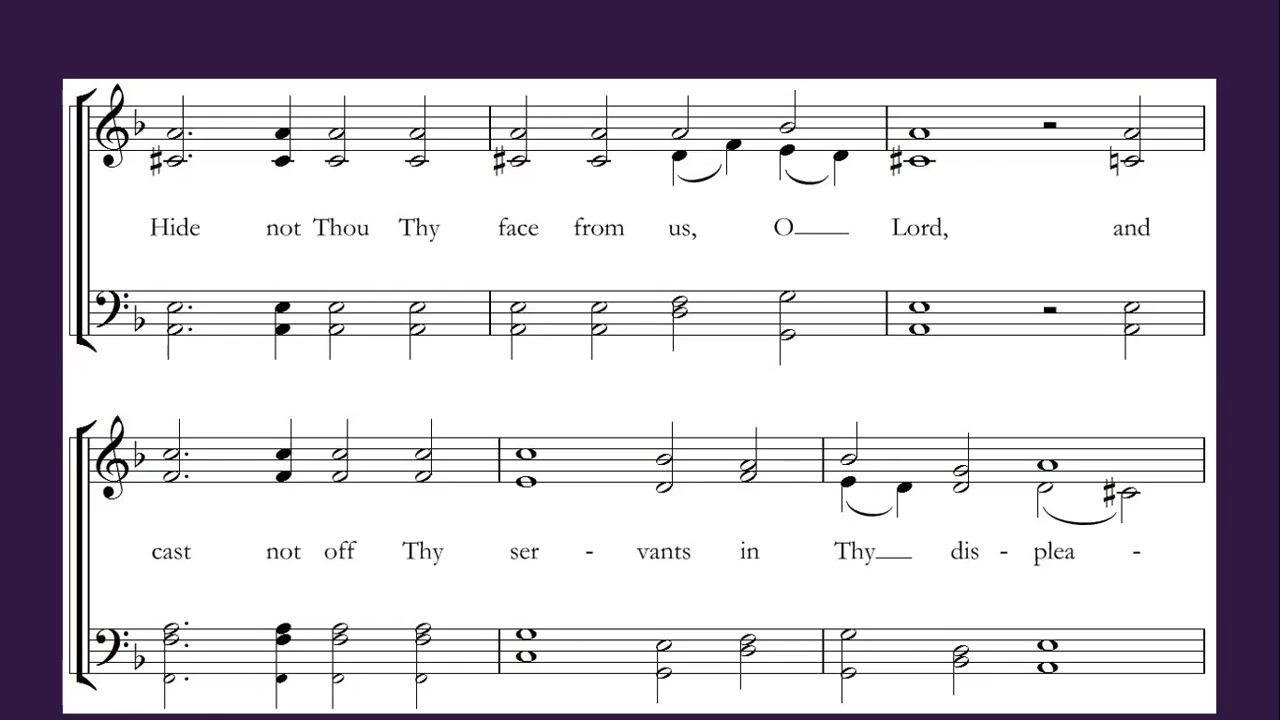 Hide not Thou Thy face from us, O Lord, and
cast not off Thy ser - vants in Thy dis - plea -